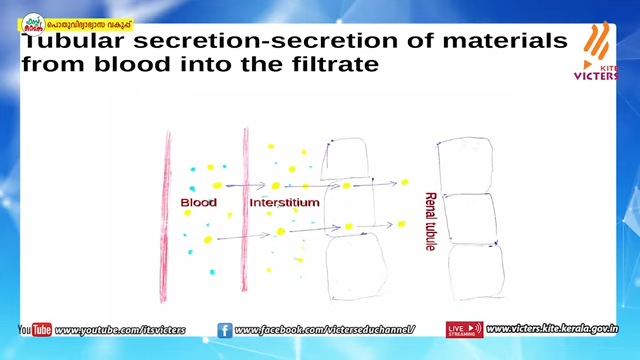 പൊതുവിദ്യാഭ്യാസ വകുപ്പ്
Tubular secretion-secretion of materials
from blood into the filtrate
KITE
VICTERS
Blood
Interstitium
Renal tubule
YouTube
www.youtube.com/itsvicters
www.facebook.com/victerseduchannel/
LIVE
STREAMING
www.victers.kite.kerala.gov.in